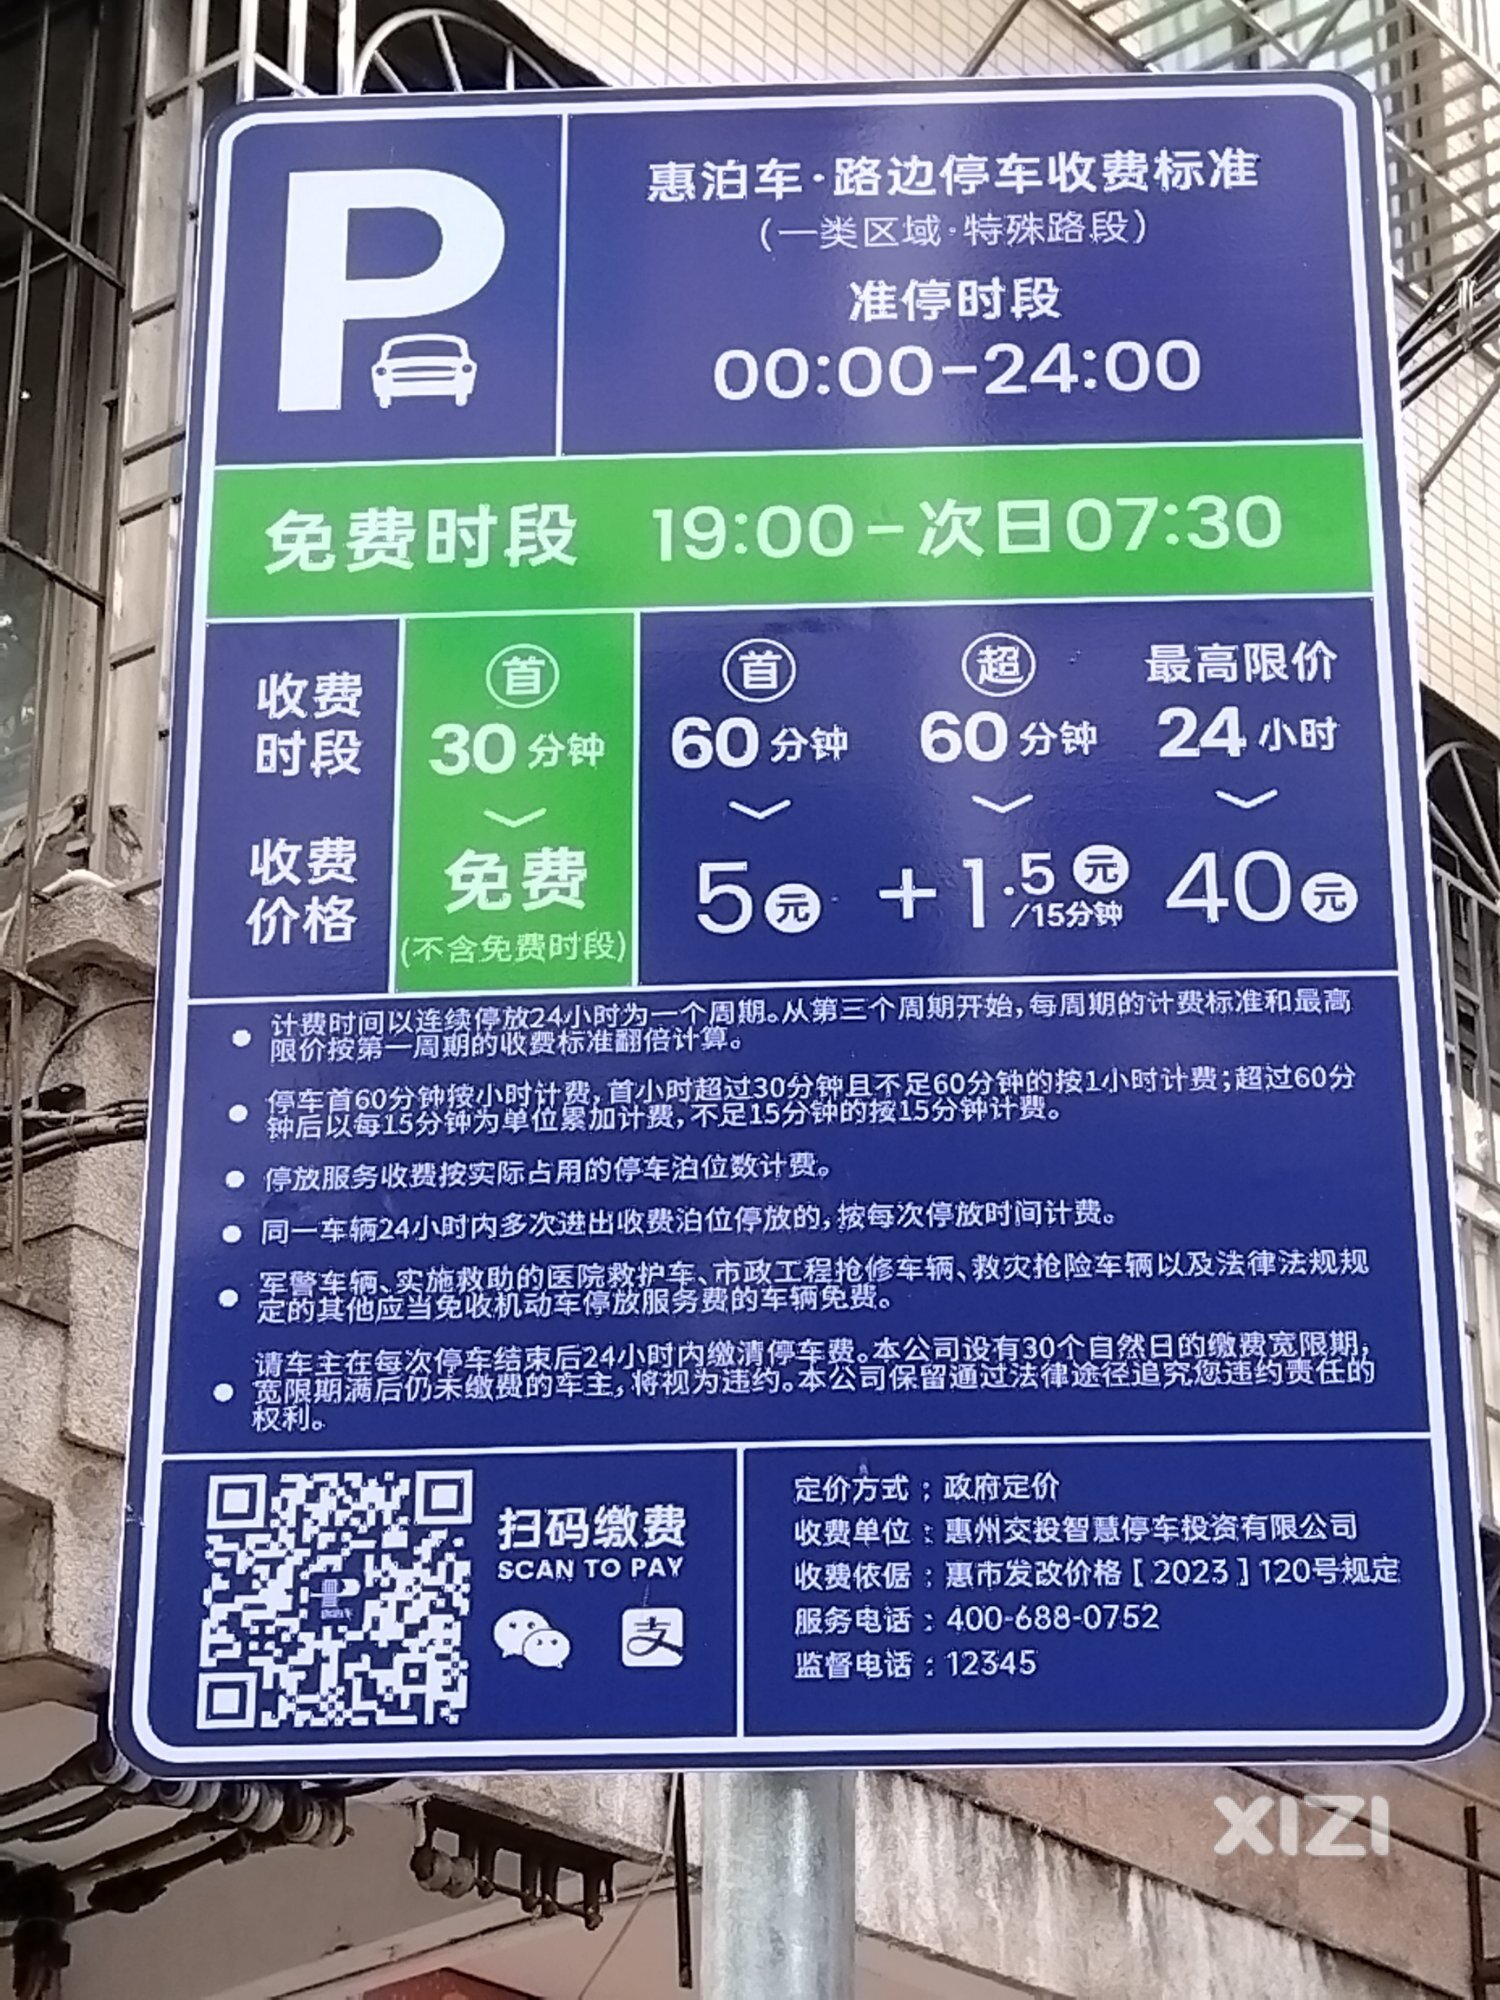 P
惠泊车·路边停车收费标准
(一类区域·特殊路段)
准停时段
00:00-24:00
免费时段 19:00-次日07:30
收费时段
首 30分钟
首 60分钟
超 60分钟
最高限价 24小时
收费价格
免费
(不含免费时段)
5元
+1.5元/15分钟
40元
计费时间以连续停放24小时为一个周期。从第三个周期开始,每周期的计费标准和最高
限价按第一周期的收费标准翻倍计算。
停车首60分钟按小时计费,首小时超过30分钟且不足60分钟的按1小时计费;超过60分
钟后以每15分钟为单位累加计费,不足15分钟的按15分钟计费。
停放服务收费按实际占用的停车泊位数计费。
同一车辆24小时内多次进出收费泊位停放的,按每次停放时间计费。
军警车辆、实施救助的医院救护车、市政工程抢修车辆、救灾抢险车辆以及法律法规规
定的其他应当免收机动车停放服务费的车辆免费。
请车主在每次停车结束后24小时内缴清停车费。本公司设有30个自然日的缴费宽限期,
宽限期满后仍未缴费的车主,将视为违约。本公司保留通过法律途径追究您违约责任的
权利。
扫码缴费
SCAN TO PAY
支
定价方式:政府定价
收费单位:惠州交投智慧停车投资有限公司
收费依据:惠市发改价格[2023]120号规定
服务电话:400-688-0752
监督电话:12345
XIZI